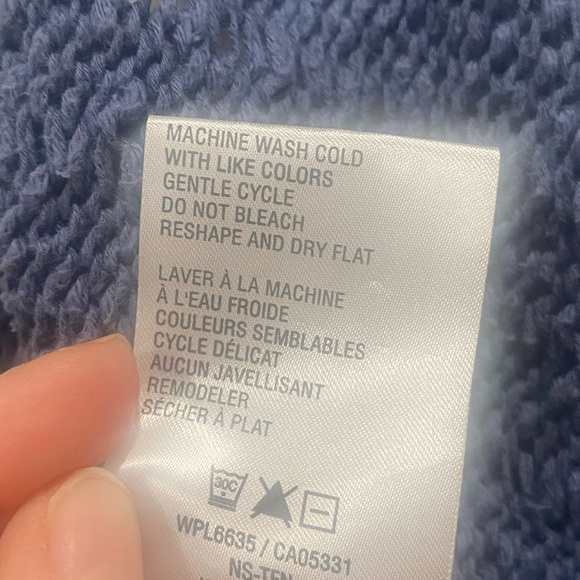 MACHINE WASH COLD
WITH LIKE COLORS
GENTLE CYCLE
DO NOT BLEACH
RESHAPE AND DRY FLAT
LAVER À LA MACHINE
À L'EAU FROIDE
COULEURS SEMBLABLES
CYCLE DÉLICAT
AUCUN JAVELLISANT
REMODELER
SÉCHER À PLAT
30C
WPL6635 / CA05331